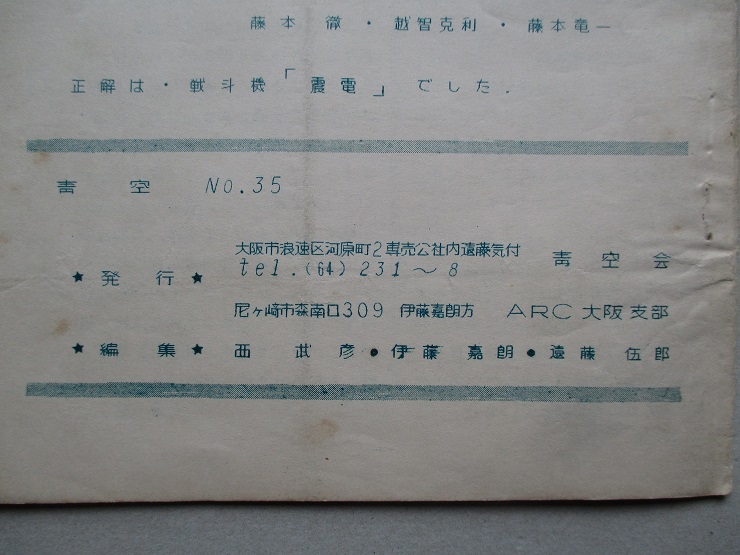 藤本 徹・越智克利・藤本竜一
正解は・戦斗機「震電」でした.
青空 No.35
大阪市浪速区河原町2専売公社内遠藤気付
★発行★ tel.(64)231〜8 青空会
尼ヶ崎市森南口309 伊藤嘉朗方 ARC大阪支部
★編集★ 西 武彦・伊藤 嘉朗・遠藤 伍郎